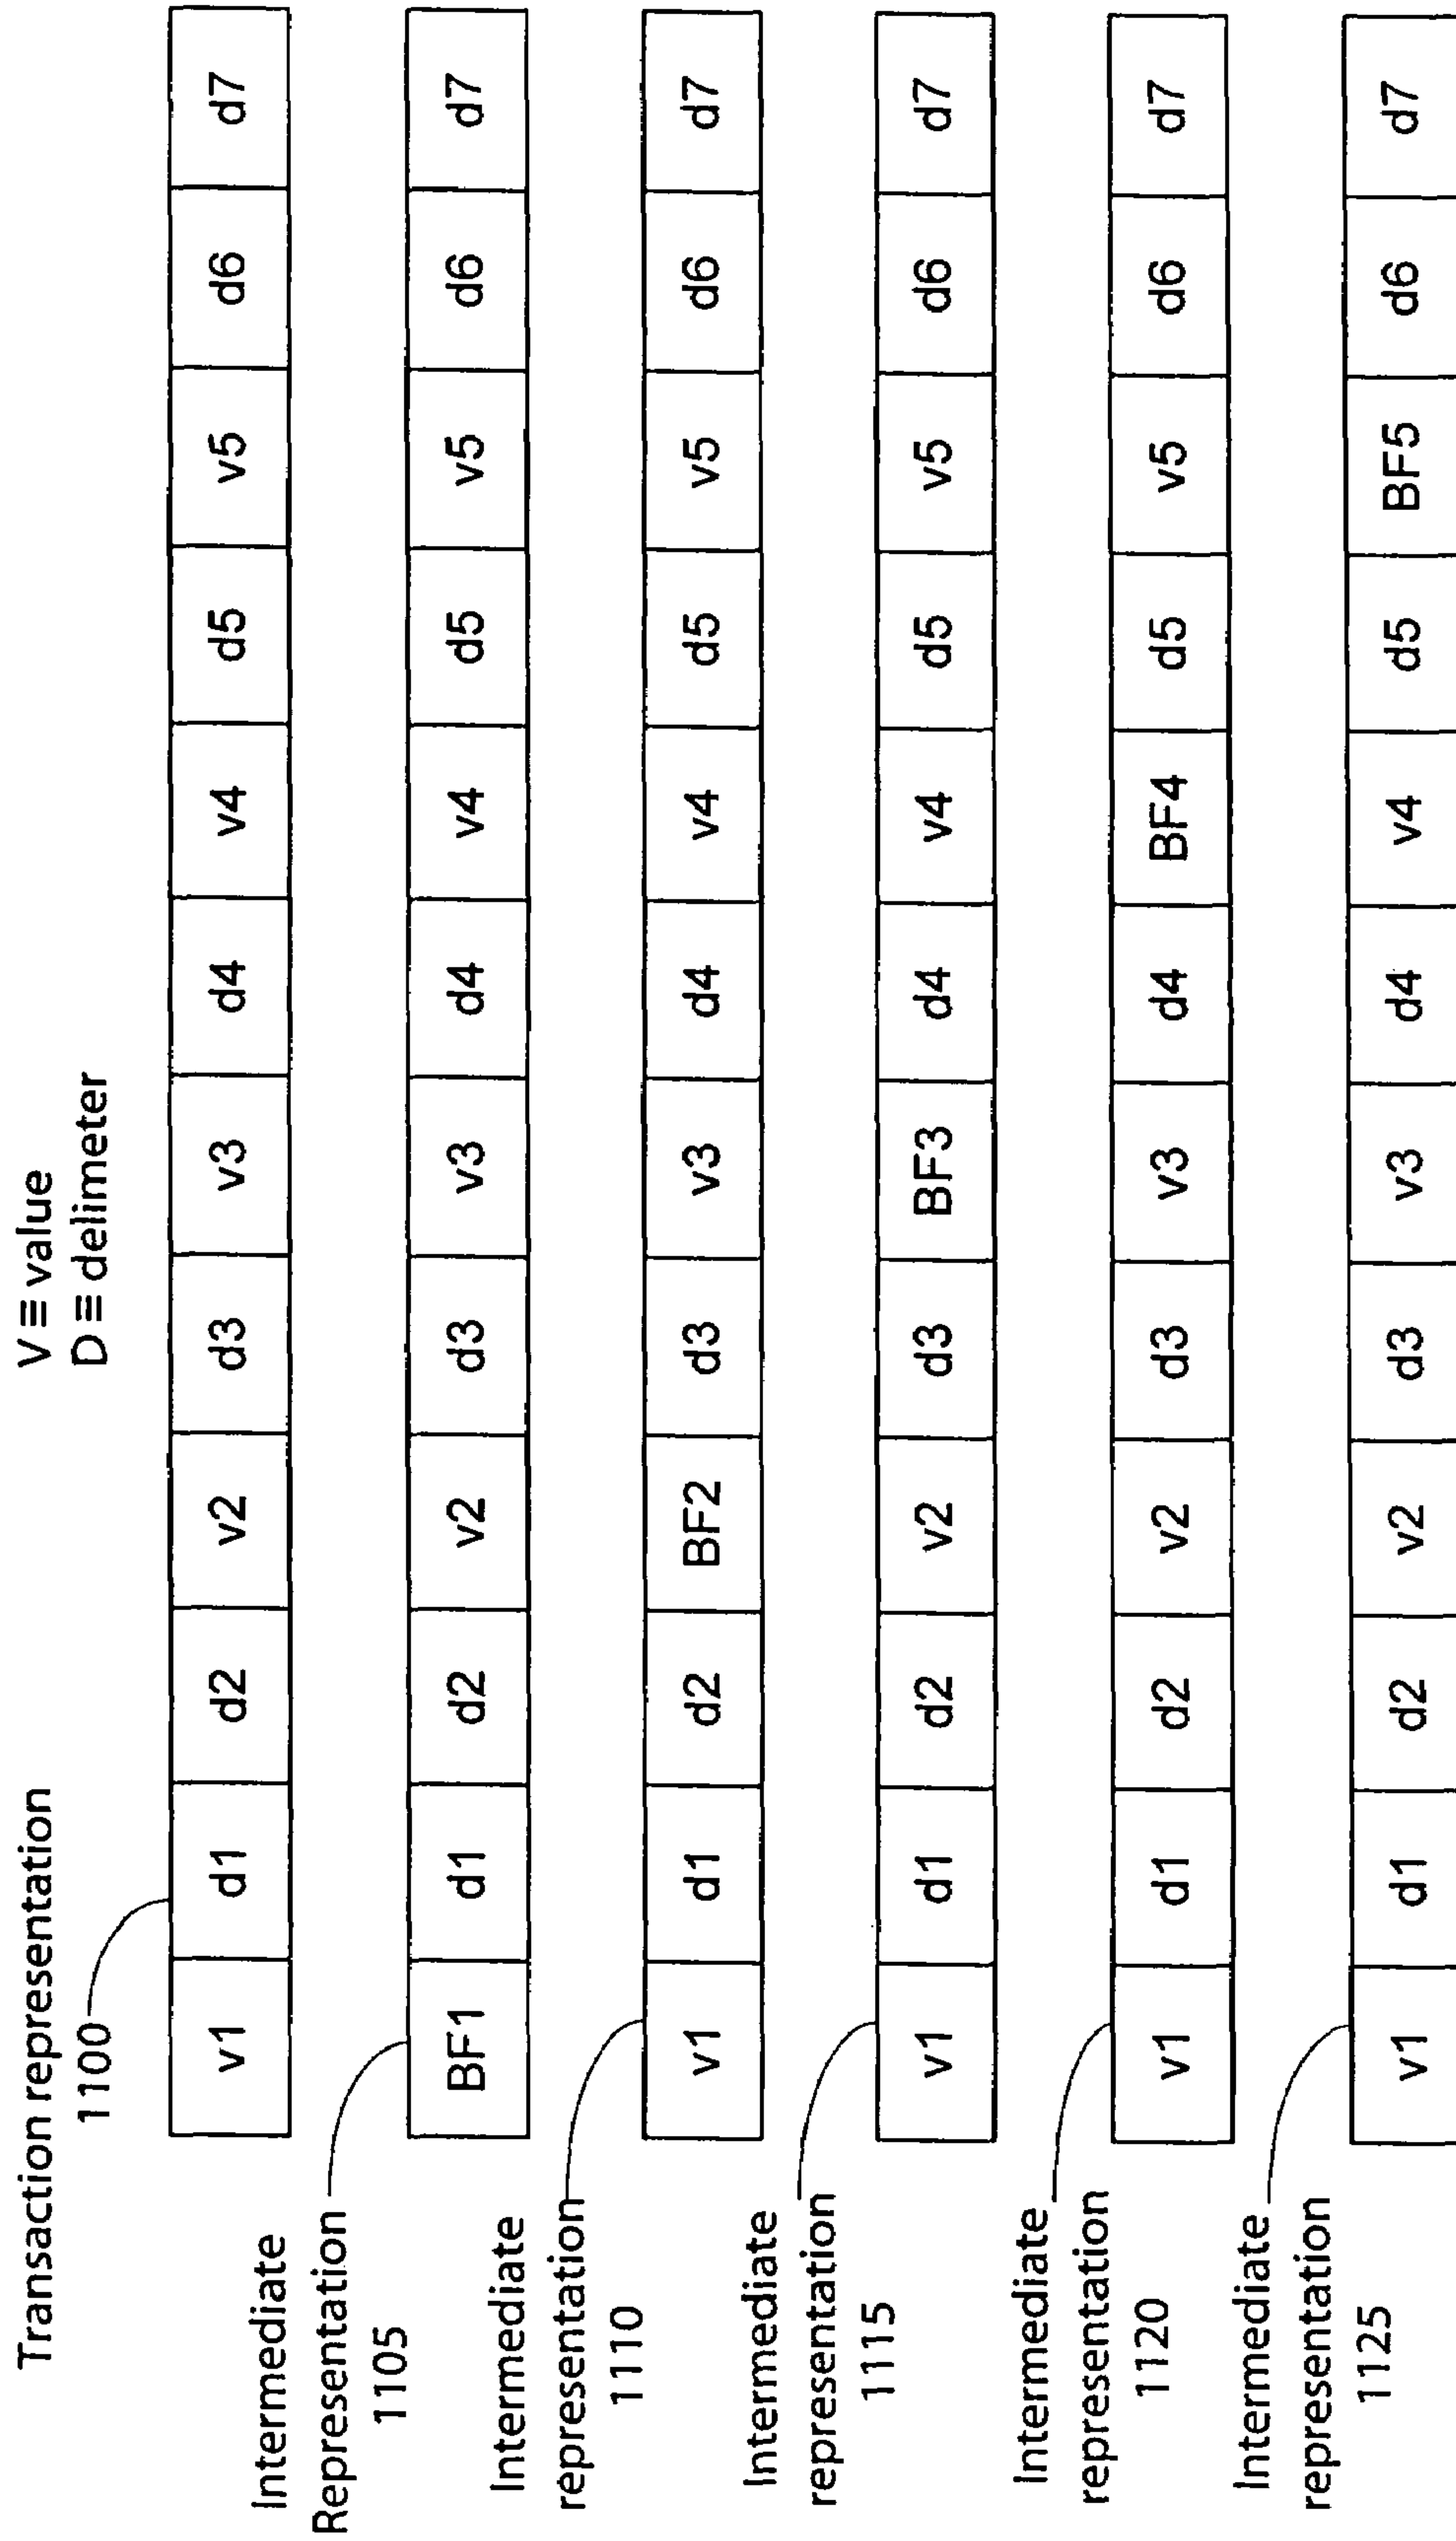 V ≡ value
D ≡ delimeter
Transaction representation
1100
v1 d1 d2 v2 d3 v3 d4 v4 d5 v5 d6 d7
Intermediate
Representation
1105
BF1 d1 d2 v2 d3 v3 d4 v4 d5 v5 d6 d7
Intermediate
representation
1110
v1 d1 d2 BF2 d3 v3 d4 v4 d5 v5 d6 d7
Intermediate
representation
1115
v1 d1 d2 v2 d3 BF3 d4 v4 d5 v5 d6 d7
Intermediate
representation
1120
v1 d1 d2 v2 d3 v3 d4 BF4 d5 v5 d6 d7
Intermediate
representation
1125
v1 d1 d2 v2 d3 v3 d4 v4 d5 BF5 d6 d7